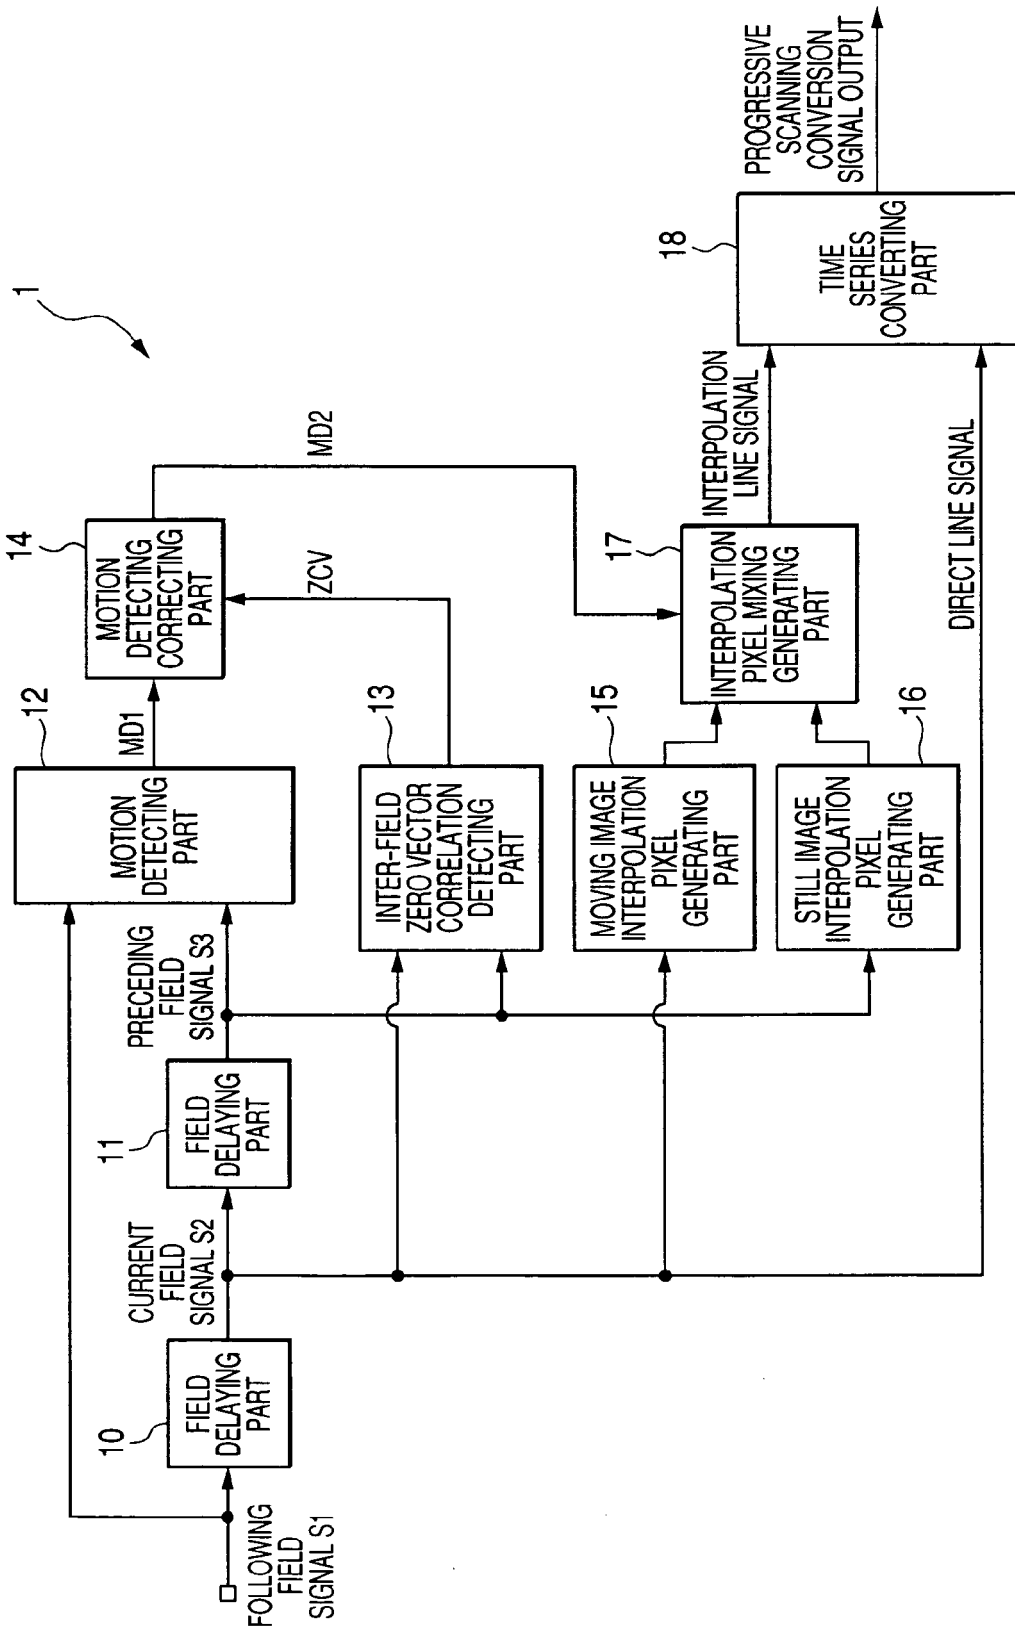 1
FOLLOWING
FIELD
SIGNAL S1
10
FIELD
DELAYING
PART
CURRENT
FIELD
SIGNAL S2
11
FIELD
DELAYING
PART
PRECEDING
FIELD
SIGNAL S3
12
MOTION
DETECTING
PART
MD1
14
MOTION
DETECTING
CORRECTING
PART
MD2
13
INTER-FIELD
ZERO VECTOR
CORRELATION
DETECTING
PART
ZCV
15
MOVING IMAGE
INTERPOLATION
PIXEL
GENERATING
PART
16
STILL IMAGE
INTERPOLATION
PIXEL
GENERATING
PART
17
INTERPOLATION
PIXEL MIXING
GENERATING
PART
INTERPOLATION
LINE SIGNAL
DIRECT LINE SIGNAL
18
TIME
SERIES
CONVERTING
PART
PROGRESSIVE
SCANNING
CONVERSION
SIGNAL OUTPUT